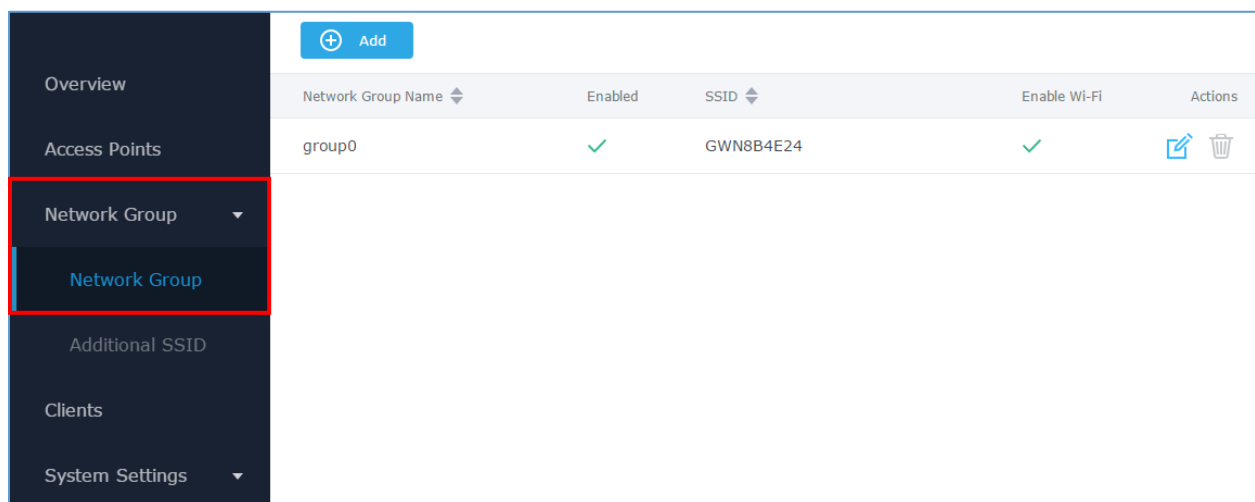 Add
Overview
Access Points
Network Group
Network Group
Additional SSID
Clients
System Settings
Network Group Name Enabled SSID Enable Wi-Fi Actions
group0 GWN8B4E24